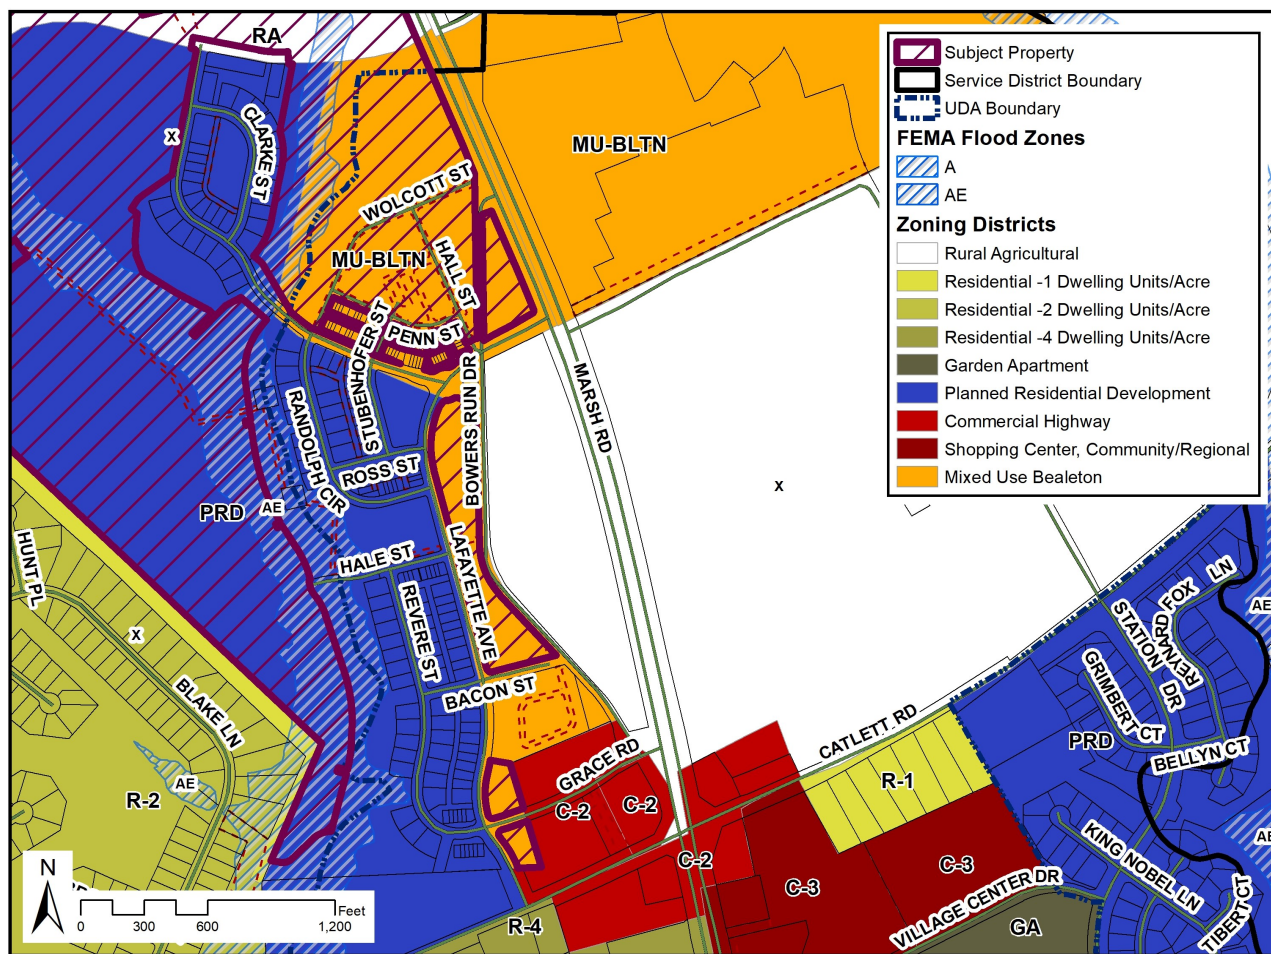 RA
Subject Property
Service District Boundary
UDA Boundary
FEMA Flood Zones
A
AE
Zoning Districts
Rural Agricultural
Residential -1 Dwelling Units/Acre
Residential -2 Dwelling Units/Acre
Residential -4 Dwelling Units/Acre
Garden Apartment
Planned Residential Development
Commercial Highway
Shopping Center, Community/Regional
Mixed Use Bealeton
X
CLARKE ST
MU-BLTN
WOLCOTT ST
MU-BLTN
HALL ST
STUBENHOFER ST
PENN ST
BOWERS RUN DR
MARSH RD
RANDOLPH CIR
ROSS ST
X
PRD
AE
HUNT PL
HALE ST
LAFAYETTE AVE
REVERE ST
X
BLAKE LN
BACON ST
STATION DR
REYNARD FOX LN
AE
GRIMBERT CT
PRD
BELLYN CT
CATLETT RD
GRACE RD
AE
R-2
C-2
C-2
R-1
C-2
C-3
C-3
KING NOBEL LN
AE
VILLAGE CENTER DR
TIBERT CT
R-4
GA
N
Feet
0
300
600
1,200